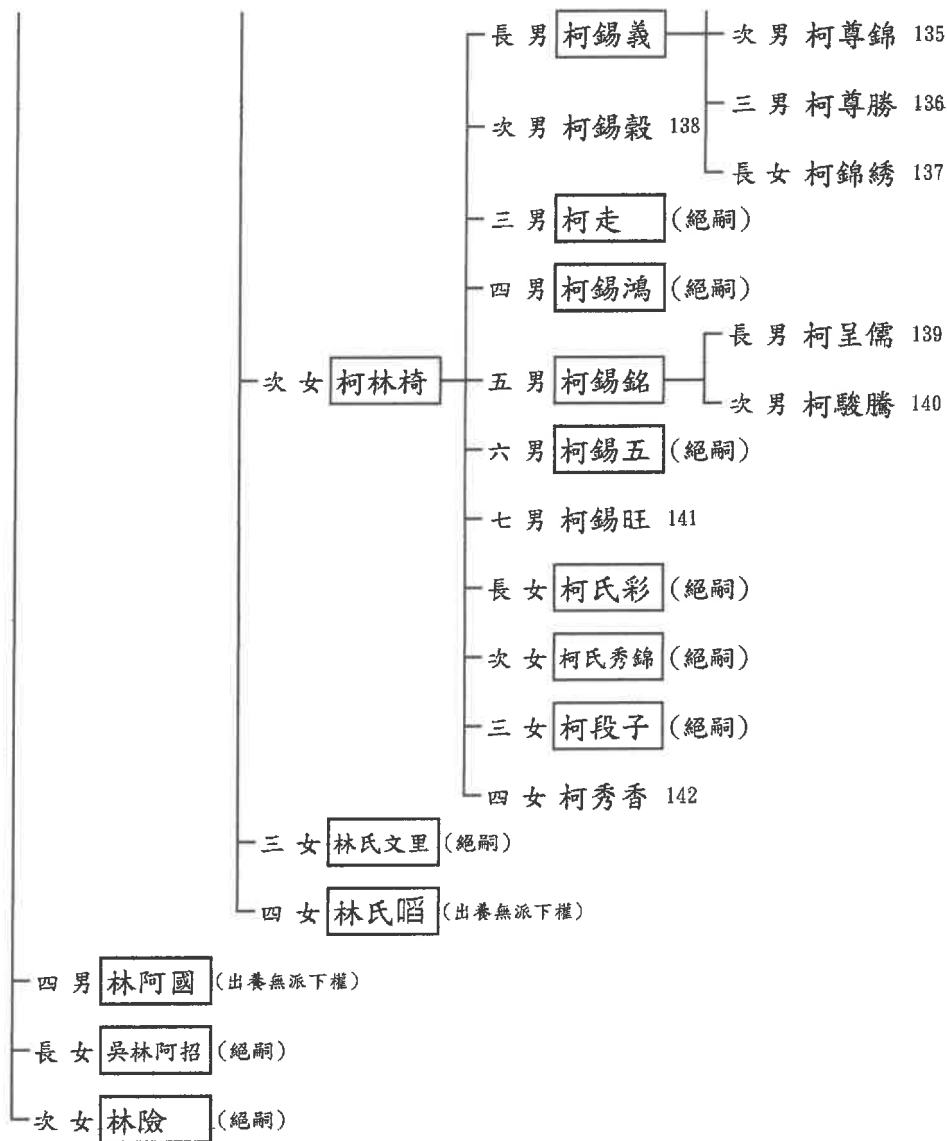 長男 柯錫義
次男 柯尊錦 135
三男 柯尊勝 136
長女 柯錦綉 137
次男 柯錫穀 138
三男 柯走 (絕嗣)
四男 柯錫鴻 (絕嗣)
次女 柯林椅
五男 柯錫銘
長男 柯呈儒 139
次男 柯駿騰 140
六男 柯錫五 (絕嗣)
七男 柯錫旺 141
長女 柯氏彩 (絕嗣)
次女 柯氏秀錦 (絕嗣)
三女 柯段子 (絕嗣)
四女 柯秀香 142
三女 林氏文里 (絕嗣)
四女 林氏㗖 (出養無派下權)
四男 林阿國 (出養無派下權)
長女 吳林阿招 (絕嗣)
次女 林險 (絕嗣)